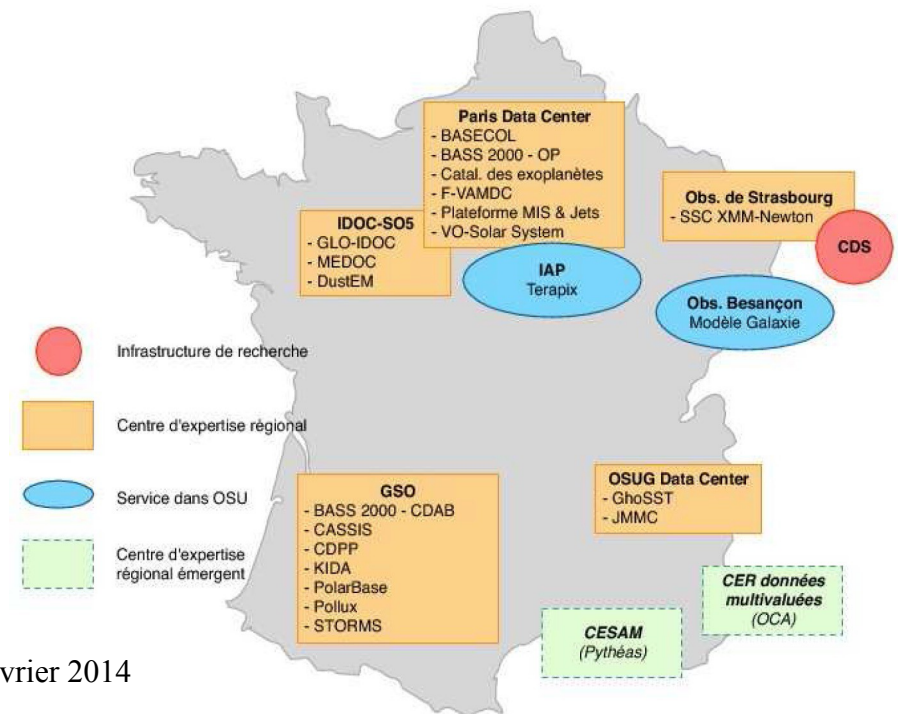 Paris Data Center
- BASECOL
- BASS 2000 - OP
- Catal. des exoplanètes
- F-VAMDC
- Plateforme MIS & Jets
- VO-Solar System
Obs. de Strasbourg
- SSC XMM-Newton
CDS
IDOC-SO5
- GLO-IDOC
- MEDOC
- DustEM
IAP
Terapix
Obs. Besançon
Modèle Galaxie
Infrastructure de recherche
Centre d'expertise régional
Service dans OSU
Centre d'expertise
régional émergent
GSO
- BASS 2000 - CDAB
- CASSIS
- CDPP
- KIDA
- PolarBase
- Pollux
- STORMS
OSUG Data Center
- GhoSST
- JMMC
CER données
multivaluées
(OCA)
CESAM
(Pythéas)
vrier 2014